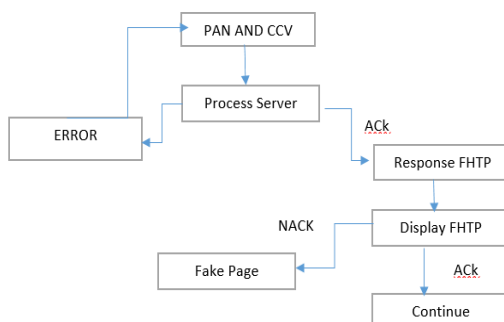 PAN AND CCV
Process Server
ERROR
ACk
Response FHTP
NACK
Display FHTP
Fake Page
ACk
Continue